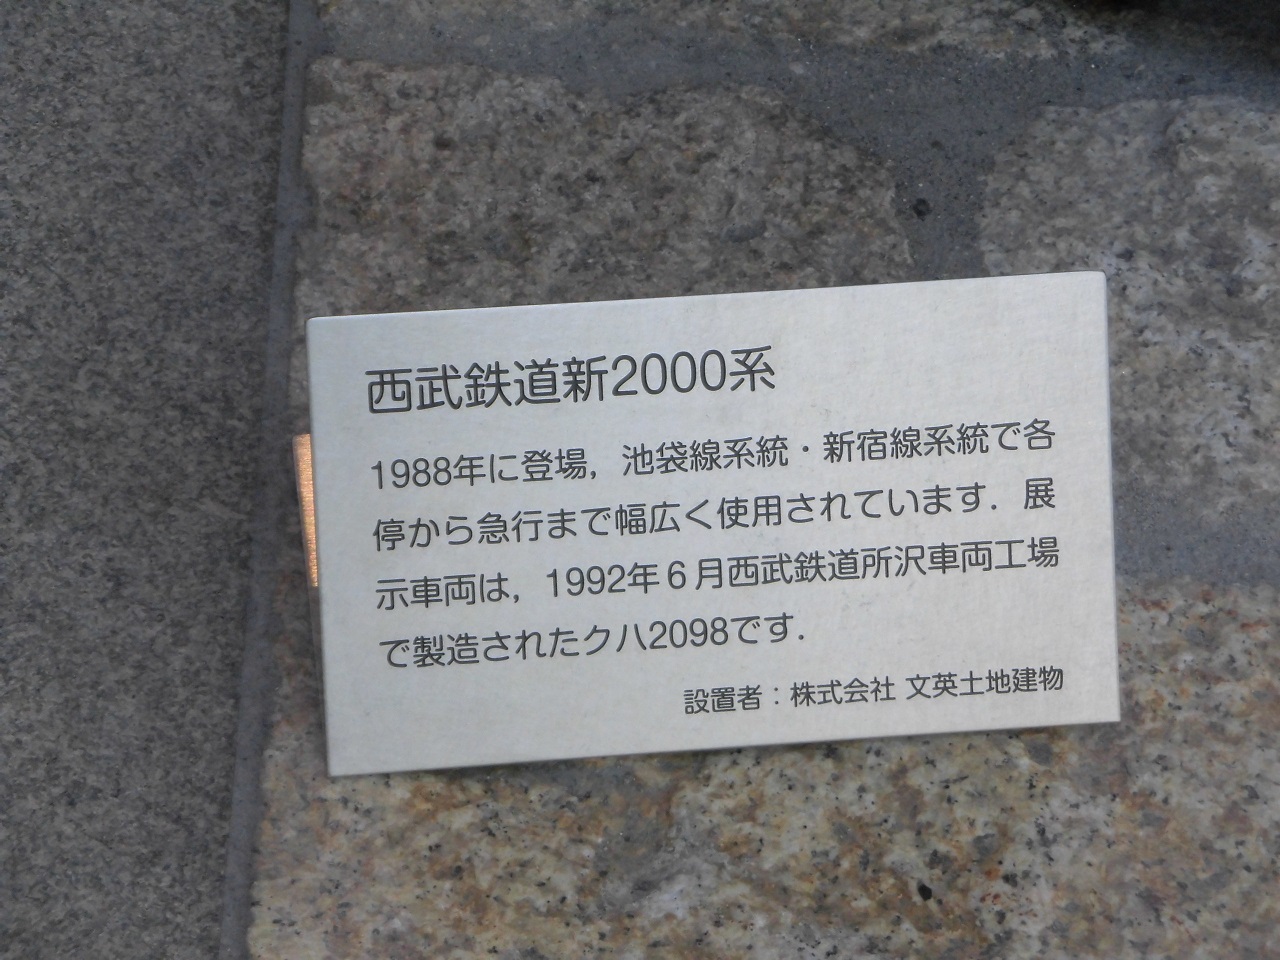 西武鉄道新2000系
1988年に登場，池袋線系統・新宿線系統で各
停から急行まで幅広く使用されています．展
示車両は，1992年６月西武鉄道所沢車両工場
で製造されたクハ2098です．
設置者：株式会社 文英土地建物